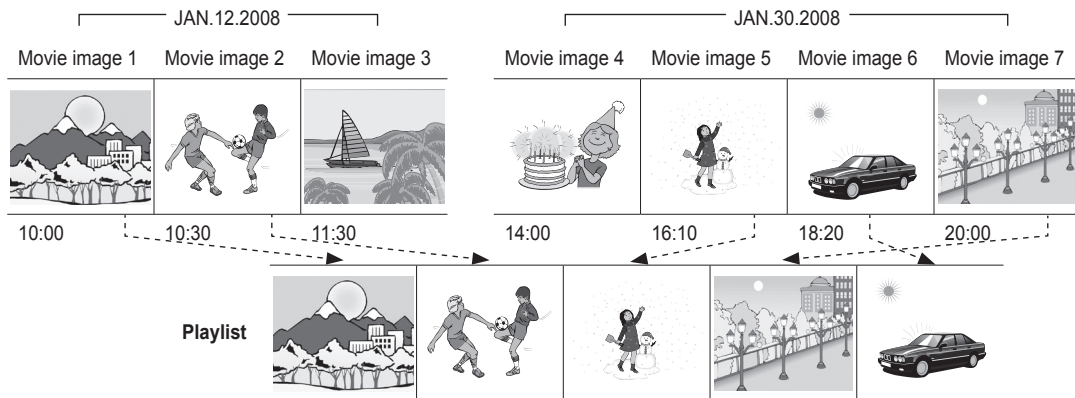 JAN.12.2008 JAN.30.2008
Movie image 1 Movie image 2 Movie image 3 Movie image 4 Movie image 5 Movie image 6 Movie image 7
10:00 10:30 11:30 14:00 16:10 18:20 20:00
Playlist